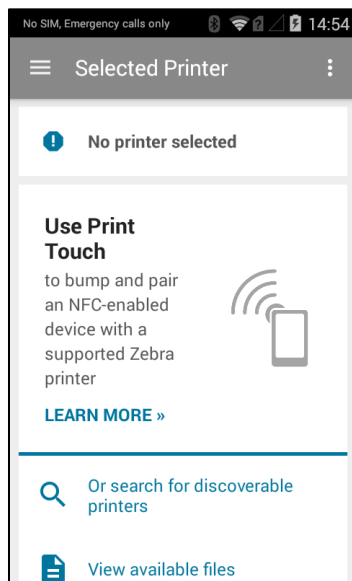 No SIM, Emergency calls only 14:54
Selected Printer
No printer selected
Use Print
Touch
to bump and pair
an NFC-enabled
device with a
supported Zebra
printer
LEARN MORE »
Or search for discoverable
printers
View available files